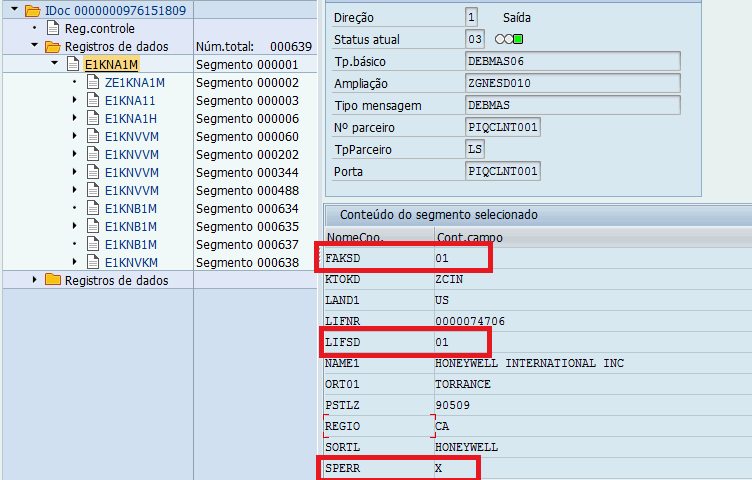 IDoc 0000000976151809
Reg.controle
Registros de dados Núm.total: 000639
E1KNA1M Segmento 000001
ZE1KNA1M Segmento 000002
E1KNA11 Segmento 000003
E1KNA1H Segmento 000006
E1KNVVM Segmento 000060
E1KNVVM Segmento 000202
E1KNVVM Segmento 000344
E1KNVVM Segmento 000488
E1KNB1M Segmento 000634
E1KNB1M Segmento 000635
E1KNB1M Segmento 000637
E1KNVKM Segmento 000638
Registros de dados
Direção 1 Saída
Status atual 03
Tp.básico DEBMAS06
Ampliação ZGNESD010
Tipo mensagem DEBMAS
Nº parceiro PIQCLNT001
TpParceiro LS
Porta PIQCLNT001
Conteúdo do segmento selecionado
NomeCpo. Cont.campo
FAKSD 01
KTOKD ZCIN
LAND1 US
LIFNR 0000074706
LIFSD 01
NAME1 HONEYWELL INTERNATIONAL INC
ORT01 TORRANCE
PSTLZ 90509
REGIO CA
SORTL HONEYWELL
SPERR X